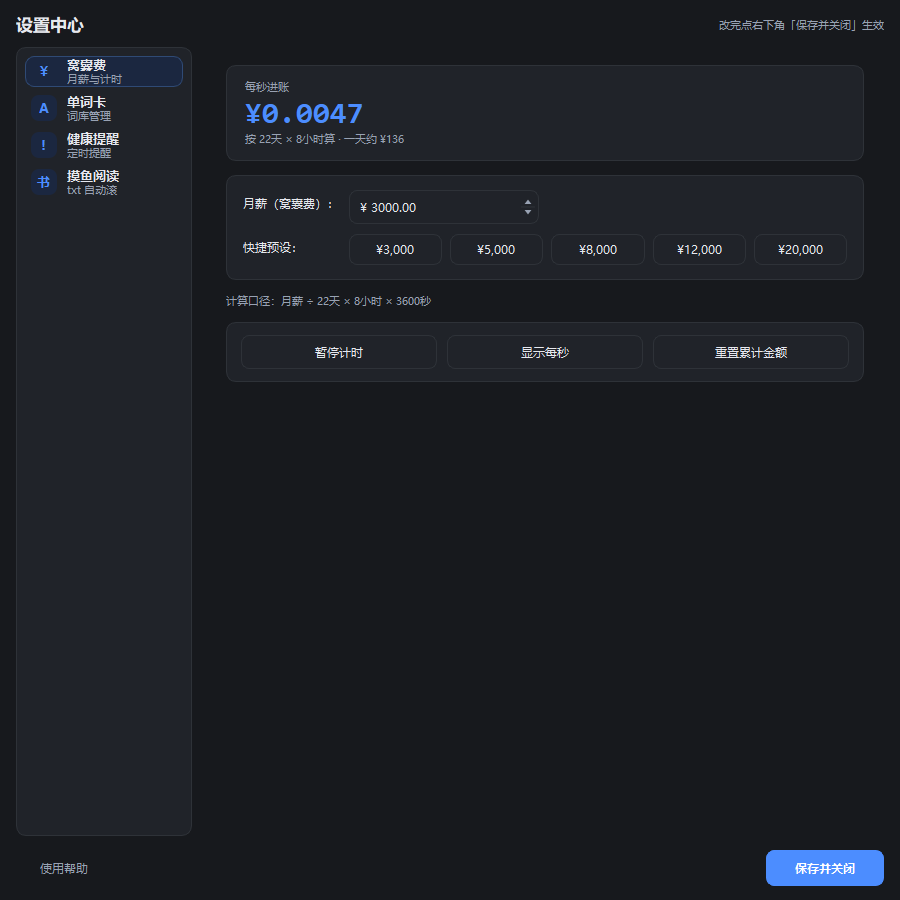 设置中心
改完点右下角「保存并关闭」生效
¥
窝囊费
月薪与计时
A
单词卡
词库管理
!
健康提醒
定时提醒
书
摸鱼阅读
txt 自动滚
每秒进账
¥0.0047
按 22天 × 8小时算 · 一天约 ¥136
月薪（窝囊费）:
¥ 3000.00
快捷预设:
¥3,000
¥5,000
¥8,000
¥12,000
¥20,000
计算口径: 月薪 ÷ 22天 × 8小时 × 3600秒
暂停计时
显示每秒
重置累计金额
使用帮助
保存并关闭